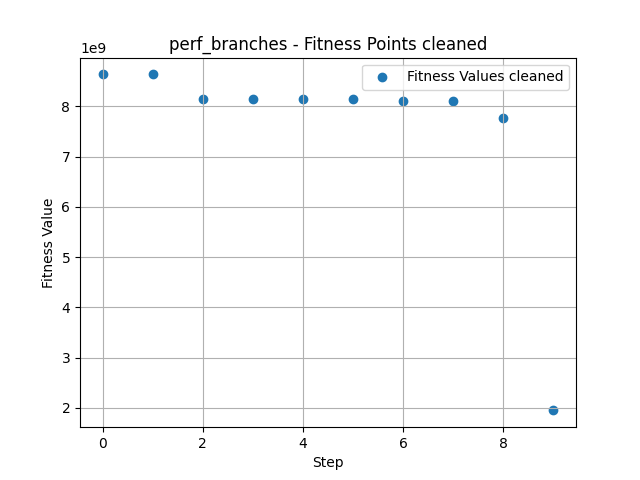 perf_branches - Fitness Points cleaned
1e9
Fitness Values cleaned
8
7
6
5
4
3
2
Fitness Value
0 2 4 6 8
Step